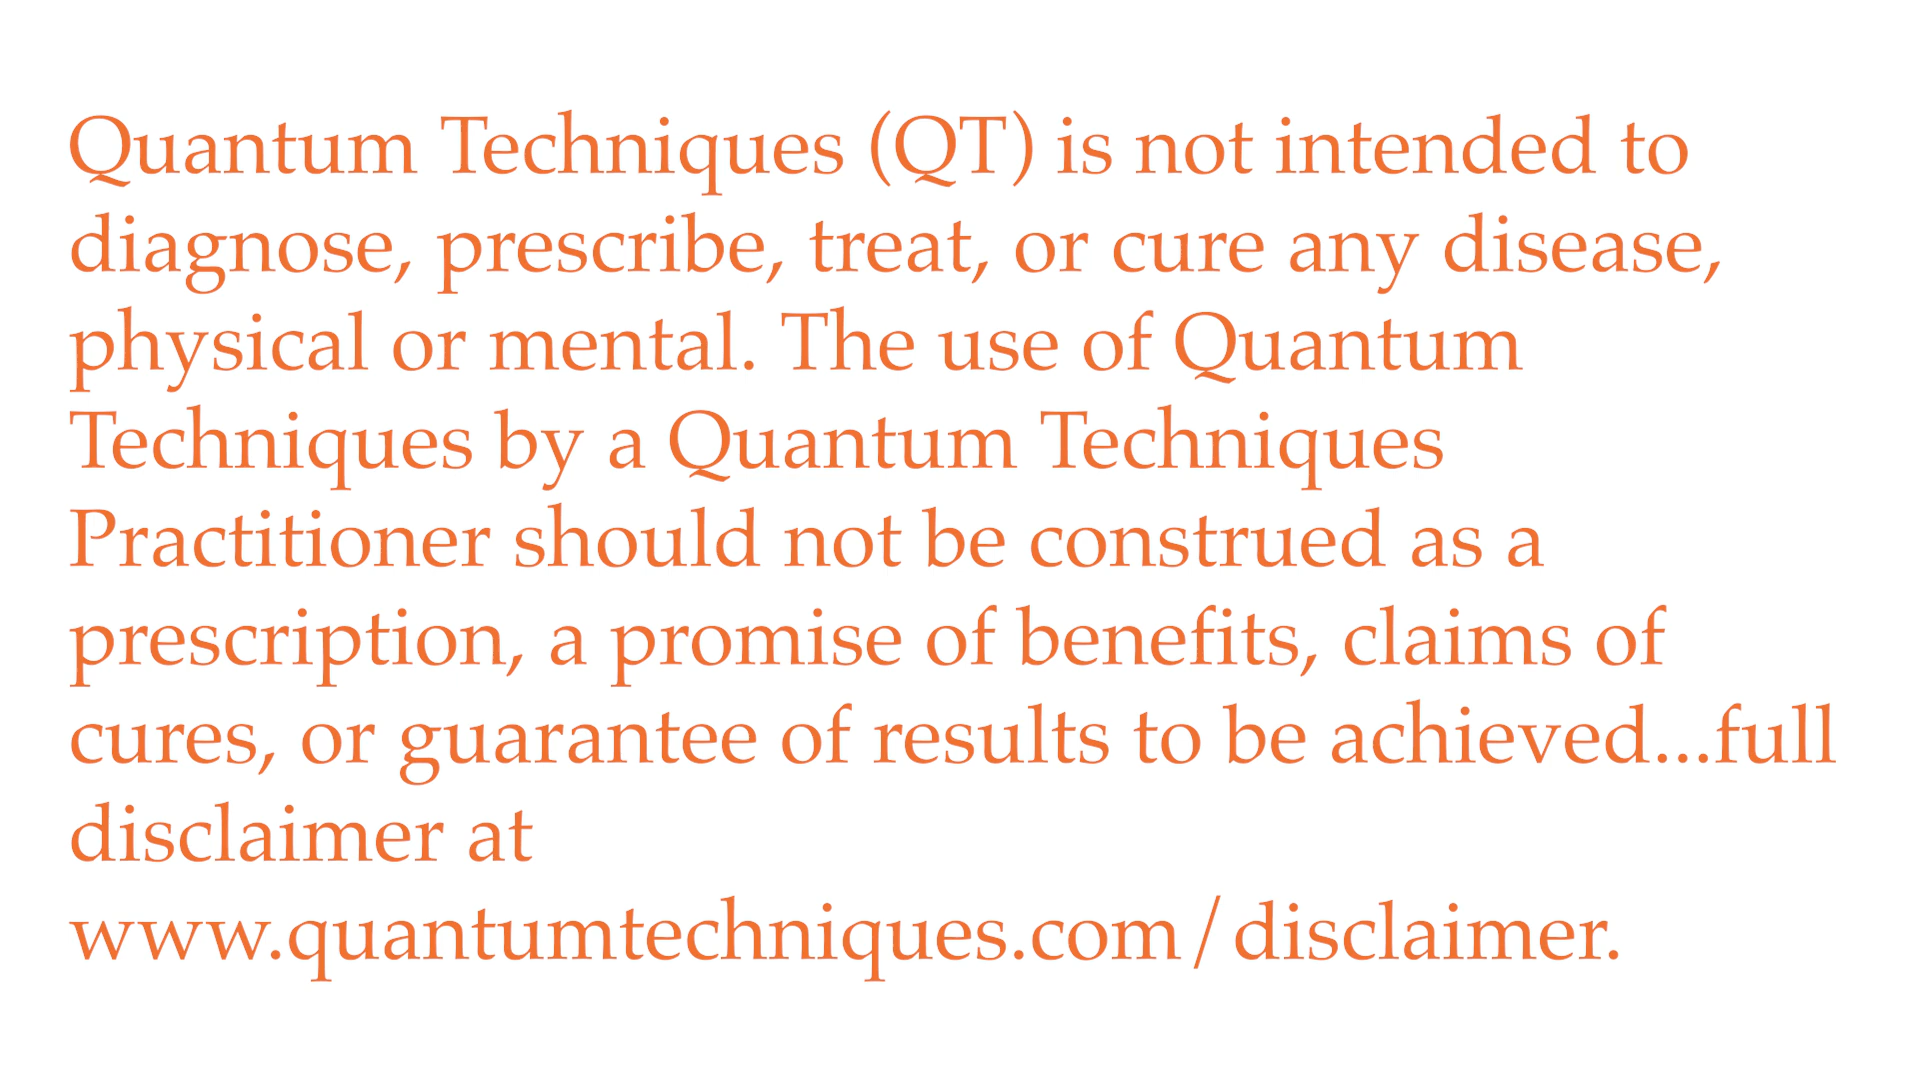 Quantum Techniques (QT) is not intended to
diagnose, prescribe, treat, or cure any disease,
physical or mental. The use of Quantum
Techniques by a Quantum Techniques
Practitioner should not be construed as a
prescription, a promise of benefits, claims of
cures, or guarantee of results to be achieved...full
disclaimer at
www.quantumtechniques.com/disclaimer.